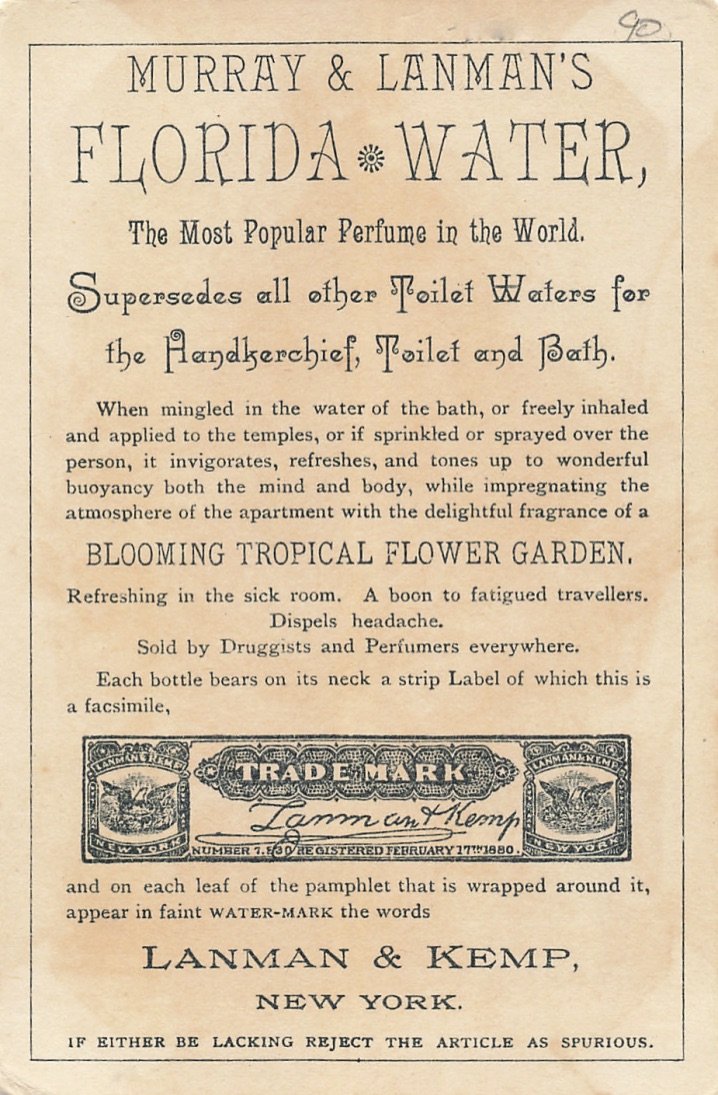 90
MURRAY & LANMAN'S
FLORIDA WATER,
The Most Popular Perfume in the World.
Supersedes all other Toilet Waters for
the Handkerchief, Toilet and Bath.
When mingled in the water of the bath, or freely inhaled
and applied to the temples, or if sprinkled or sprayed over the
person, it invigorates, refreshes, and tones up to wonderful
buoyancy both the mind and body, while impregnating the
atmosphere of the apartment with the delightful fragrance of a
BLOOMING TROPICAL FLOWER GARDEN.
Refreshing in the sick room. A boon to fatigued travellers.
Dispels headache.
Sold by Druggists and Perfumers everywhere.
Each bottle bears on its neck a strip Label of which this is
a facsimile,
LANMAN & KEMP
NEW YORK
TRADE MARK
Lanman & Kemp
NUMBER 7.830 REGISTERED FEBRUARY 17TH 1880.
LANMAN & KEMP
NEW YORK
and on each leaf of the pamphlet that is wrapped around it,
appear in faint WATER-MARK the words
LANMAN & KEMP,
NEW YORK.
IF EITHER BE LACKING REJECT THE ARTICLE AS SPURIOUS.